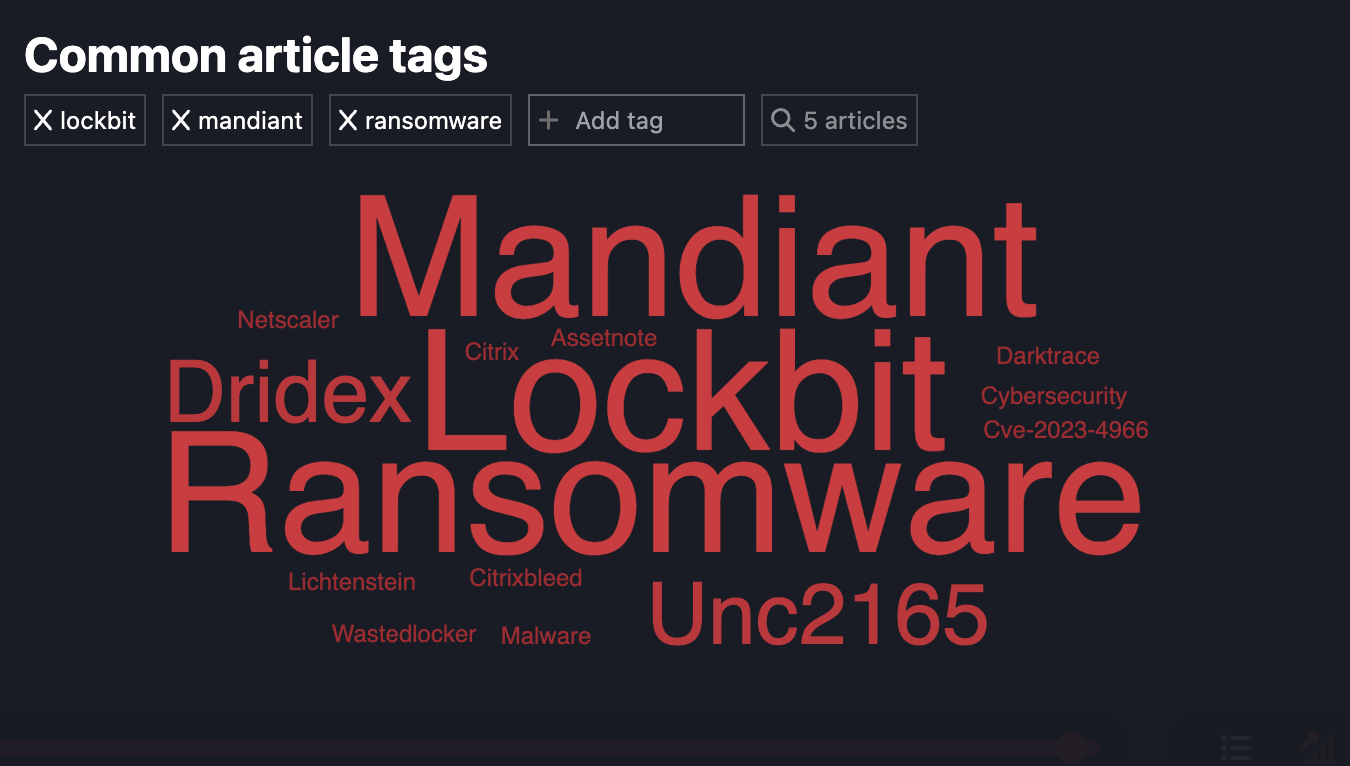 Common article tags
X lockbit X mandiant X ransomware + Add tag 5 articles
Mandiant
Netscaler
Citrix Assetnote
Darktrace
Dridex Lockbit
Cybersecurity
Cve-2023-4966
Ransomware
Lichtenstein Citrixbleed
Unc2165
Wastedlocker Malware